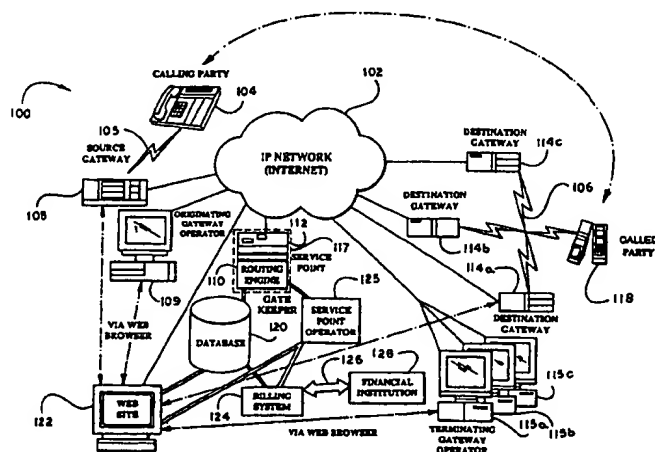 CALLING PARTY
100
104
102
105
SOURCE GATEWAY
108
IP NETWORK (INTERNET)
DESTINATION GATEWAY
114c
106
DESTINATION GATEWAY
114b
CALLED PARTY
118
ORIGINATING GATEWAY OPERATOR
109
112
117
SERVICE POINT
110
ROUTING ENGINE
GATE KEEPER
125
114a
DESTINATION GATEWAY
VIA WEB BROWSER
DATABASE
120
SERVICE POINT OPERATOR
126
128
FINANCIAL INSTITUTION
122
WEB SITE
124
BILLING SYSTEM
VIA WEB BROWSER
TERMINATING GATEWAY OPERATOR
115a
115b
115c